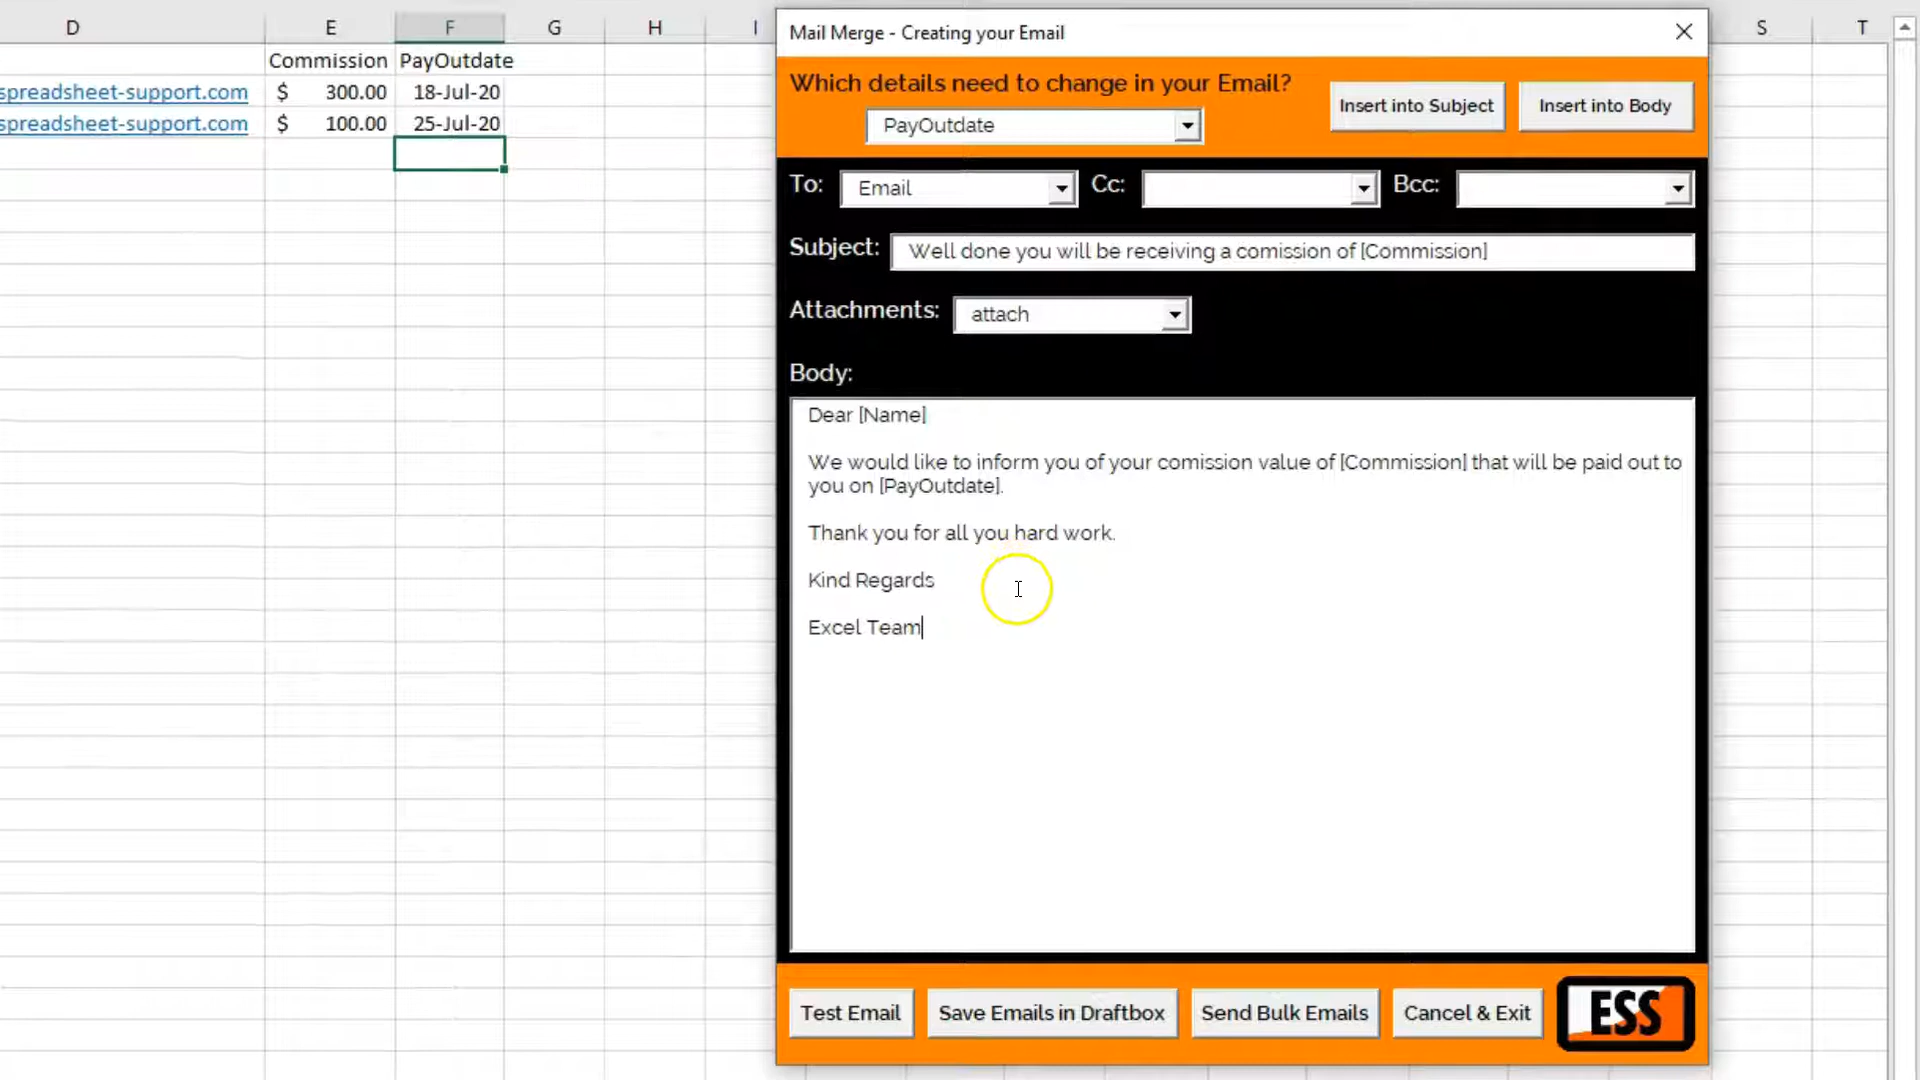 D E F G H I S T
Mail Merge - Creating your Email
Commission PayOutdate
spreadsheet-support.com $ 300.00 18-Jul-20
spreadsheet-support.com $ 100.00 25-Jul-20
Which details need to change in your Email?
PayOutdate
Insert into Subject Insert into Body
To: Email Cc: Bcc:
Subject: Well done you will be receiving a comission of [Commission]
Attachments: attach
Body:
Dear [Name]
We would like to inform you of your comission value of [Commission] that will be paid out to
you on [PayOutdate].
Thank you for all you hard work.
Kind Regards
Excel Team
Test Email Save Emails in Draftbox Send Bulk Emails Cancel & Exit ESS